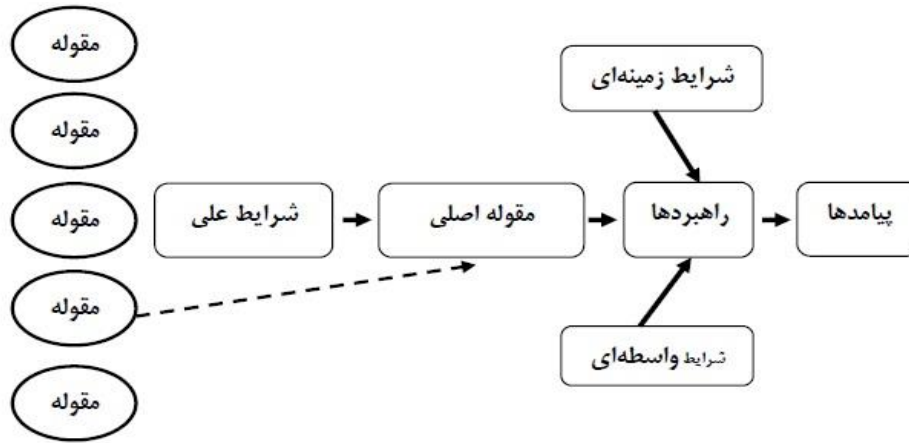 مقوله
مقوله
مقوله
مقوله
مقوله
شرایط علی
مقوله اصلی
شرایط زمینه‌ای
راهبردها
شرایط واسطه‌ای
پیامدها